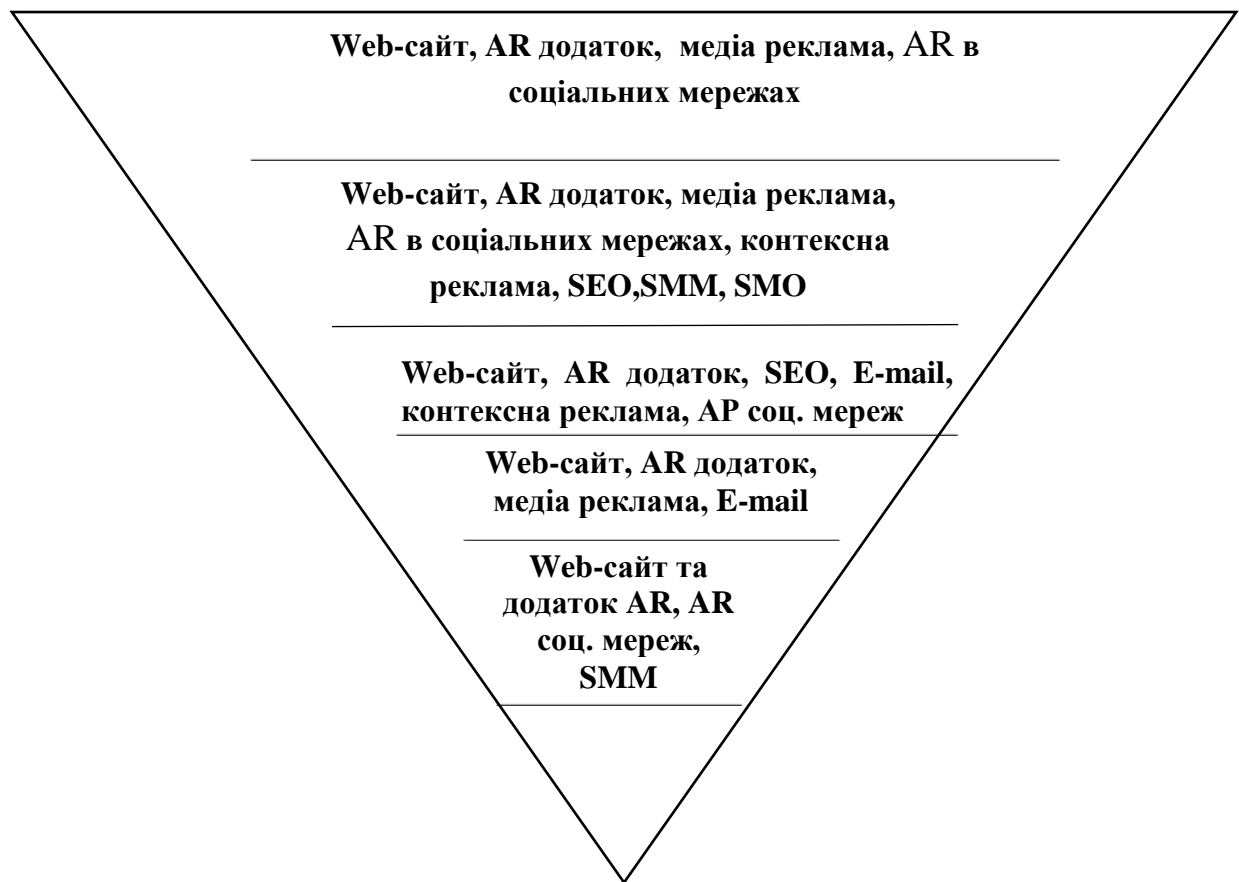 Web-сайт, AR додаток, медіа реклама, AR в
соціальних мережах
Web-сайт, AR додаток, медіа реклама,
AR в соціальних мережах, контексна
реклама, SEO,SMM, SMO
Web-сайт, AR додаток, SEO, E-mail,
контексна реклама, АР соц. мереж
Web-сайт, AR додаток,
медіа реклама, E-mail
Web-сайт та
додаток AR, AR
соц. мереж,
SMM